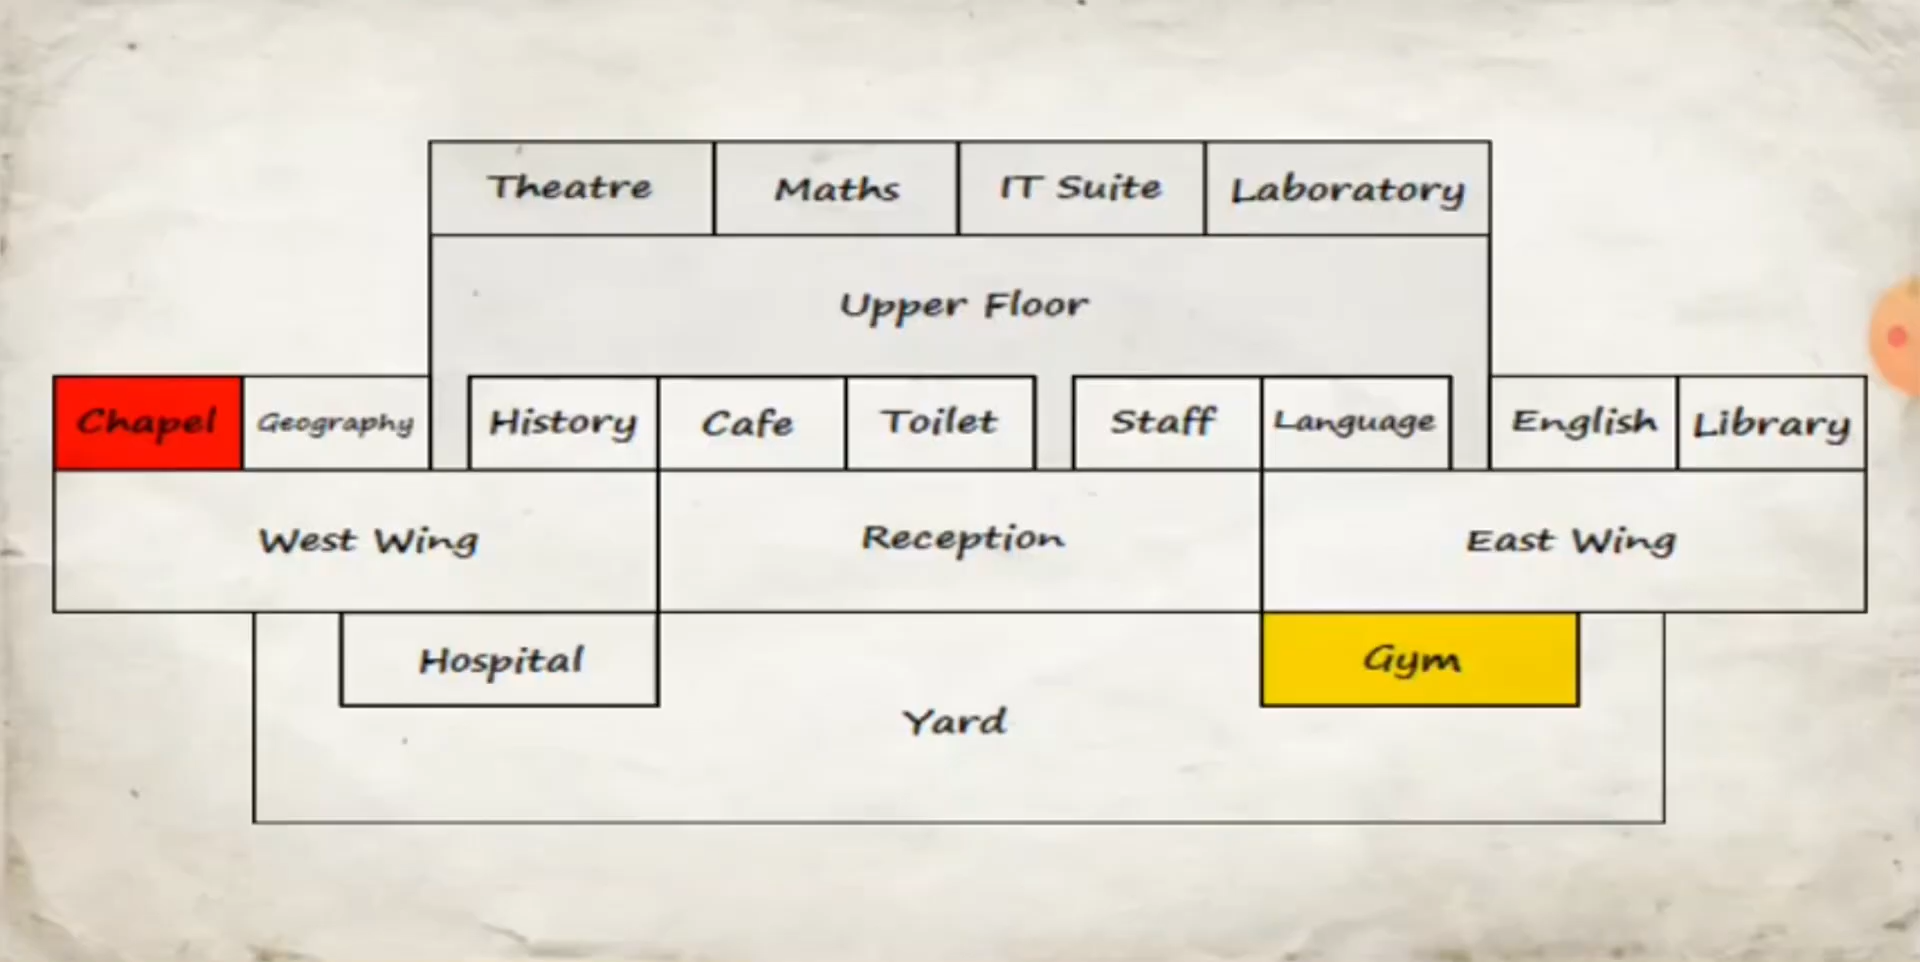 Theatre
Maths
IT Suite
Laboratory
Upper Floor
Chapel
Geography
History
Cafe
Toilet
Staff
Language
English
Library
West Wing
Reception
East Wing
Hospital
Gym
Yard